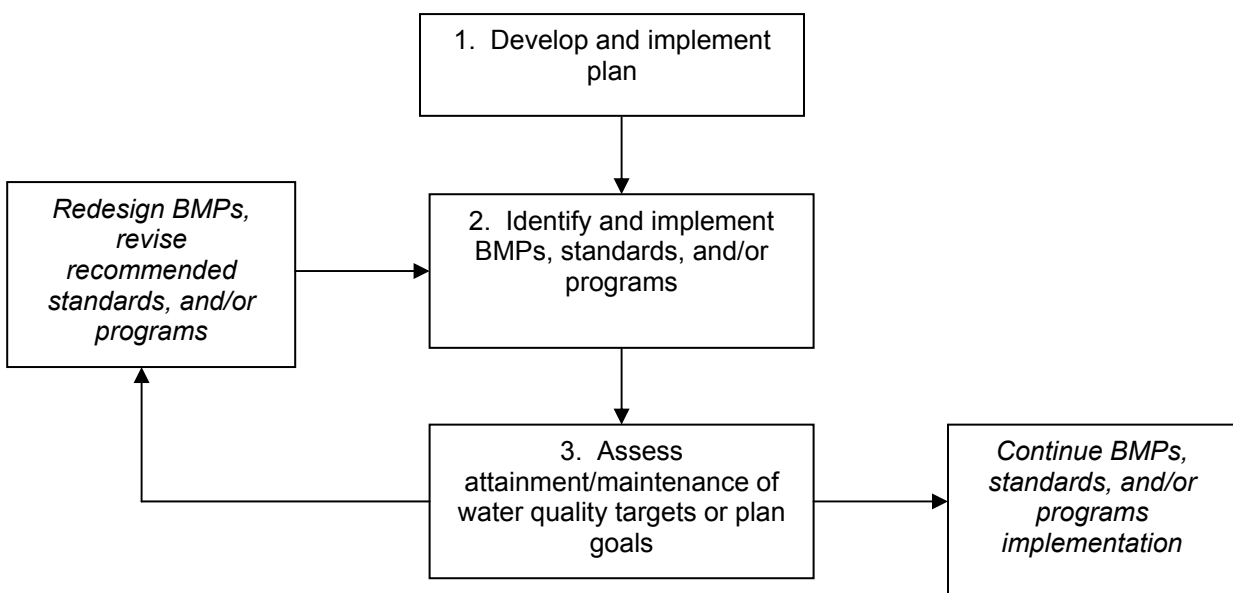 1. Develop and implement
plan
Redesign BMPs,
revise
recommended
standards, and/or
programs
2. Identify and implement
BMPs, standards, and/or
programs
3. Assess
attainment/maintenance of
water quality targets or plan
goals
Continue BMPs,
standards, and/or
programs
implementation